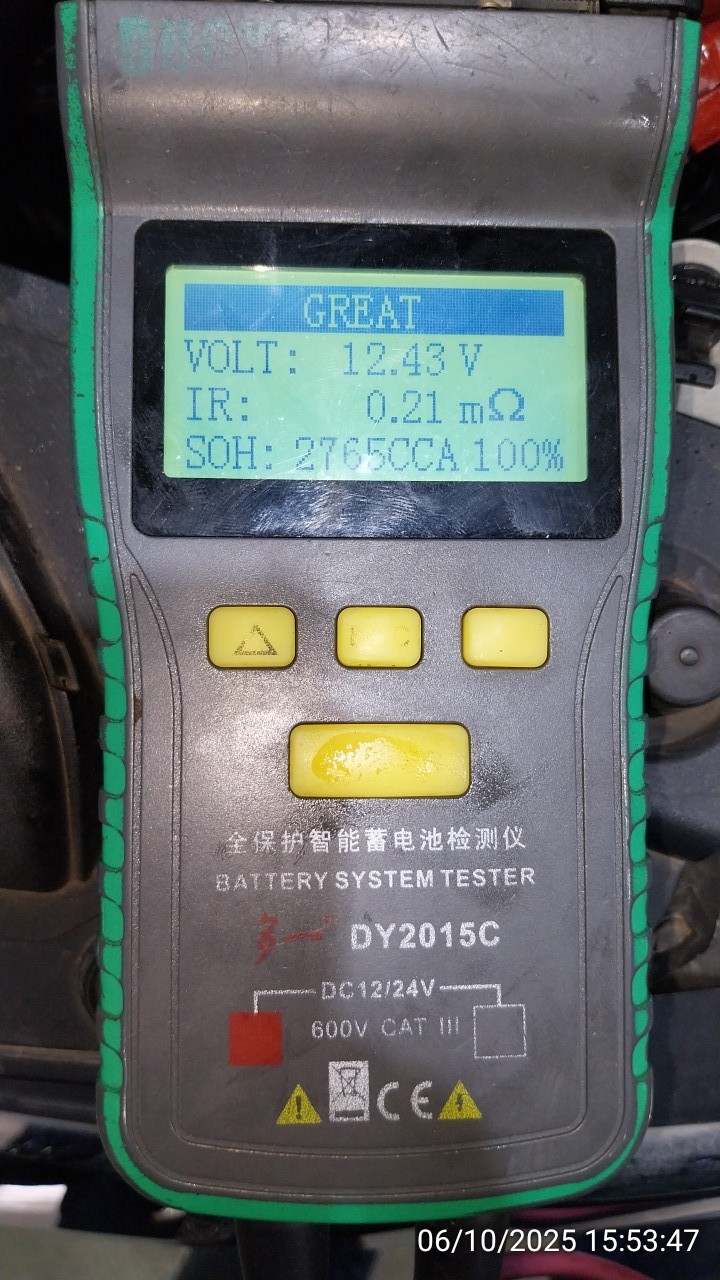 GREAT
VOLT: 12.43 V
IR: 0.21 mΩ
SOH: 2765CCA 100%
全保护智能蓄电池检测仪
BATTERY SYSTEM TESTER
DY2015C
DC12/24V
600V CAT III
CE
06/10/2025 15:53:47